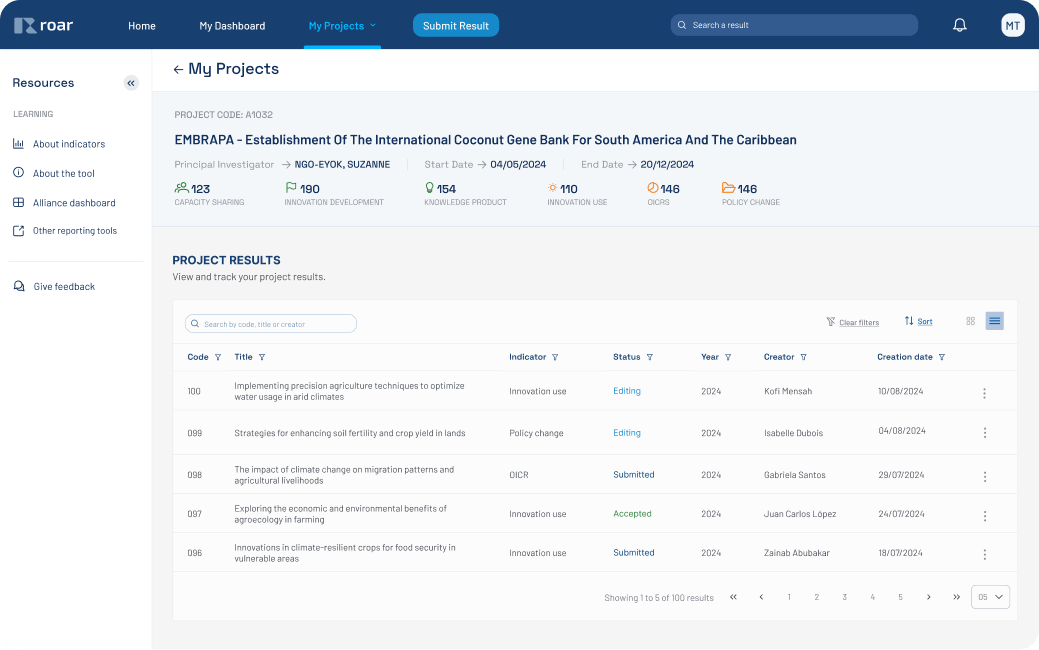 roar
Home
My Dashboard
My Projects
Submit Result
Search a result
MT
Resources
LEARNING
About indicators
About the tool
Alliance dashboard
Other reporting tools
Give feedback
My Projects
PROJECT CODE: A1032
EMBRAPA - Establishment Of The International Coconut Gene Bank For South America And The Caribbean
Principal Investigator → NGO-EYOK, SUZANNE
Start Date → 04/05/2024
End Date → 20/12/2024
123
CAPACITY SHARING
190
INNOVATION DEVELOPMENT
154
KNOWLEDGE PRODUCT
110
INNOVATION USE
146
OICRS
146
POLICY CHANGE
PROJECT RESULTS
View and track your project results.
Search by code, title or creator
Clear filters
Sort
Code Title Indicator Status Year Creator Creation date
100
Implementing precision agriculture techniques to optimize
water usage in arid climates
Innovation use Editing 2024 Kofi Mensah 10/08/2024
099 Strategies for enhancing soil fertility and crop yield in lands Policy change Editing 2024 Isabelle Dubois 04/08/2024
098
The impact of climate change on migration patterns and
agricultural livelihoods
OICR Submitted 2024 Gabriela Santos 29/07/2024
097
Exploring the economic and environmental benefits of
agroecology in farming
Innovation use Accepted 2024 Juan Carlos López 24/07/2024
096
Innovations in climate-resilient crops for food security in
vulnerable areas
Innovation use Submitted 2024 Zainab Abubakar 18/07/2024
Showing 1 to 5 of 100 results « ‹ 1 2 3 4 5 › » 05